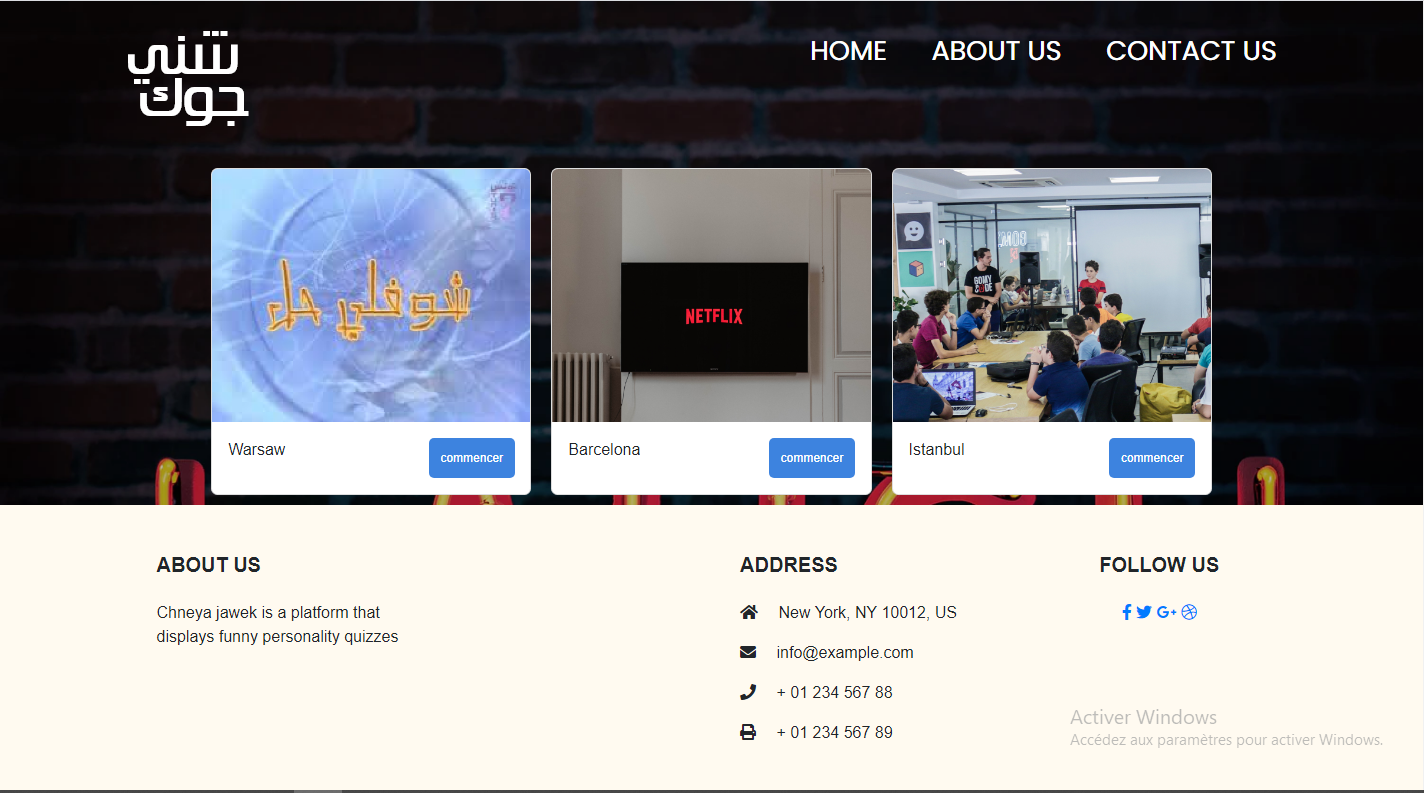 شني
جوك
HOME ABOUT US CONTACT US
شوفلي حل
NETFLIX
GOMY
CODE
Warsaw commencer
Barcelona commencer
Istanbul commencer
ABOUT US
Chneya jawek is a platform that
displays funny personality quizzes
ADDRESS
New York, NY 10012, US
info@example.com
+ 01 234 567 88
+ 01 234 567 89
FOLLOW US
Activer Windows
Accédez aux paramètres pour activer Windows.